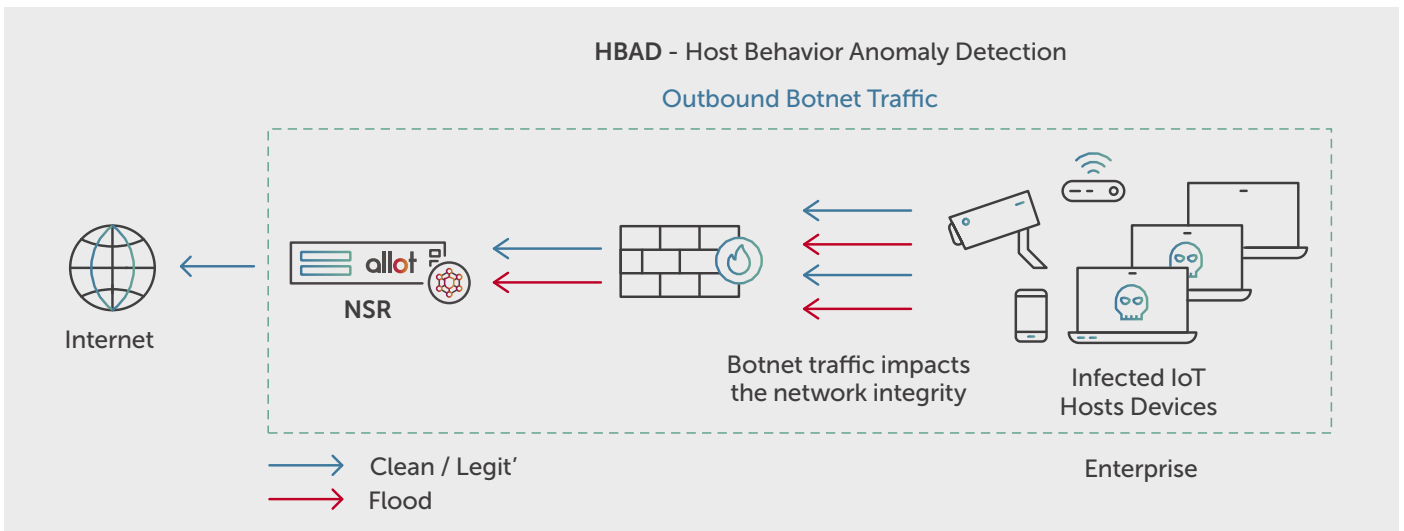 HBAD - Host Behavior Anomaly Detection
Outbound Botnet Traffic
allot
NSR
Internet
Botnet traffic impacts
the network integrity
Infected IoT
Hosts Devices
Clean / Legit’
Flood
Enterprise